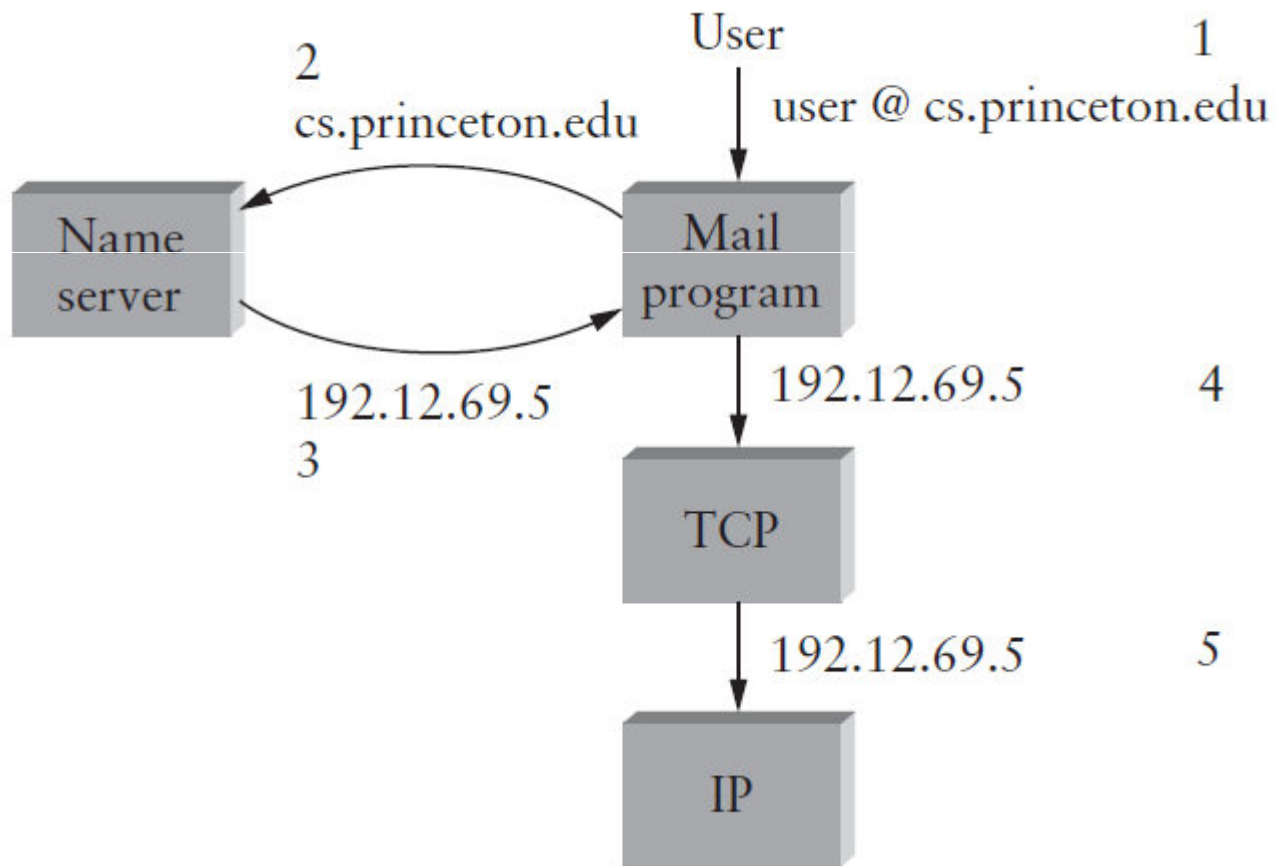 User
1
user @ cs.princeton.edu
2
cs.princeton.edu
Name
server
Mail
program
192.12.69.5
3
192.12.69.5
4
TCP
192.12.69.5
5
IP